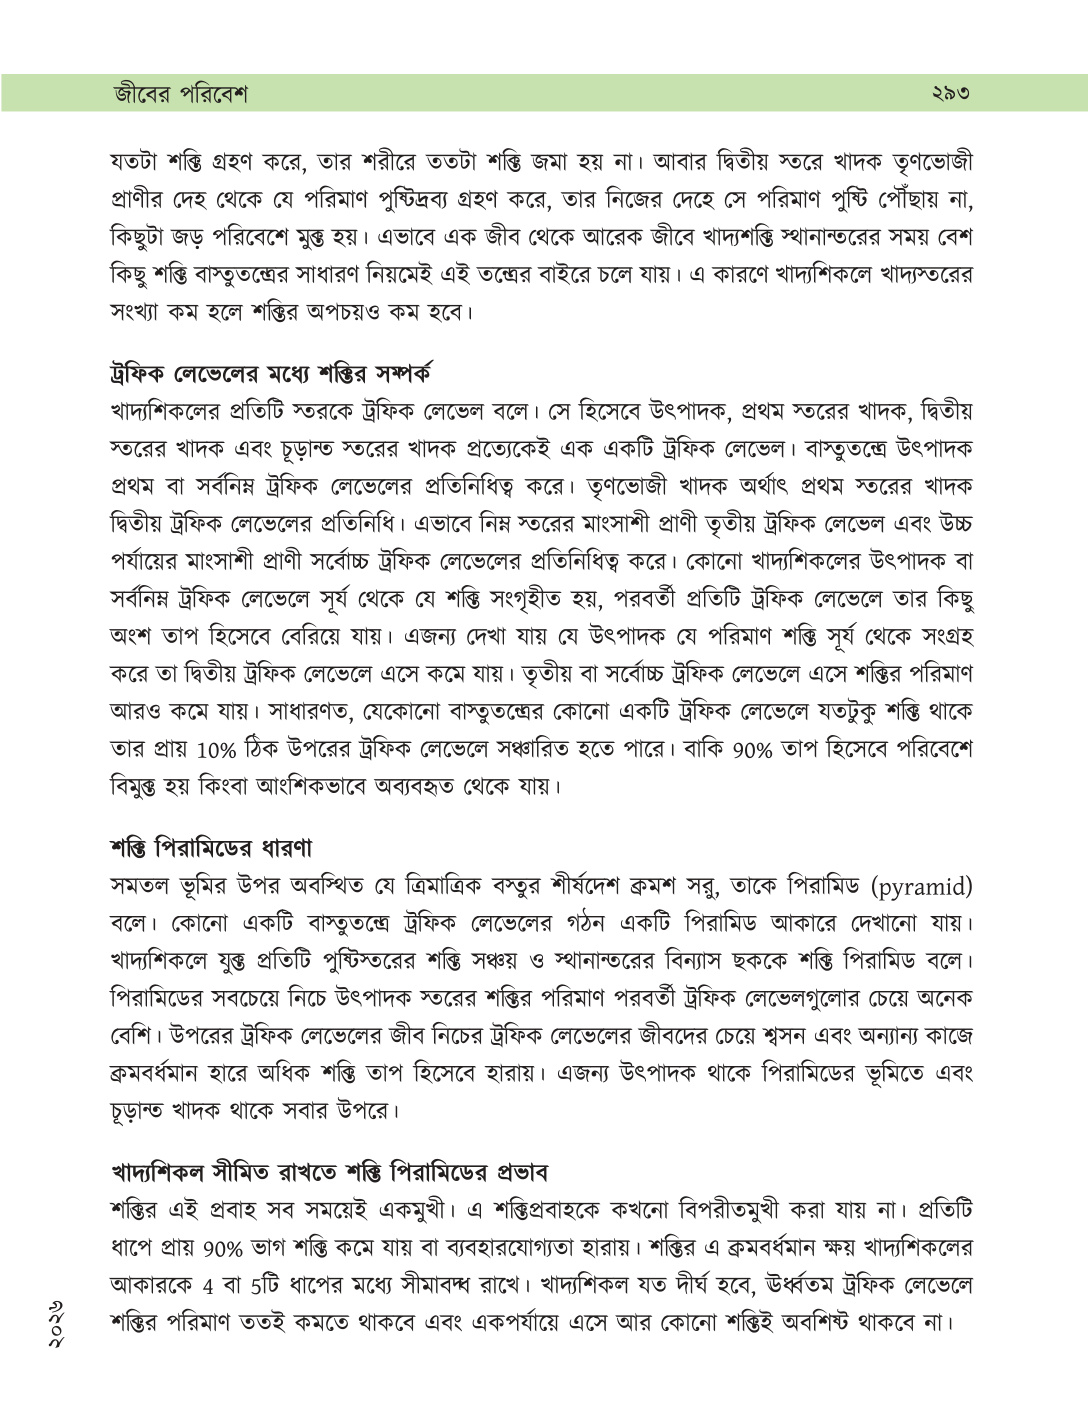 জীবের পরিবেশ ২৯৩
যতটা শক্তি গ্রহণ করে, তার শরীরে ততটা শক্তি জমা হয় না। আবার দ্বিতীয় স্তরে খাদক তৃণভোজী
প্রাণীর দেহ থেকে যে পরিমাণ পুষ্টিদ্রব্য গ্রহণ করে, তার নিজের দেহে সে পরিমাণ পুষ্টি পৌঁছায় না,
কিছুটা জড় পরিবেশে মুক্ত হয়। এভাবে এক জীব থেকে আরেক জীবে খাদ্যশক্তি স্থানান্তরের সময় বেশ
কিছু শক্তি বাস্তুতন্ত্রের সাধারণ নিয়মেই এই তন্ত্রের বাইরে চলে যায়। এ কারণে খাদ্যশিকলে খাদ্যস্তরের
সংখ্যা কম হলে শক্তির অপচয়ও কম হবে।
ট্রফিক লেভেলের মধ্যে শক্তির সম্পর্ক
খাদ্যশিকলের প্রতিটি স্তরকে ট্রফিক লেভেল বলে। সে হিসেবে উৎপাদক, প্রথম স্তরের খাদক, দ্বিতীয়
স্তরের খাদক এবং চূড়ান্ত স্তরের খাদক প্রত্যেকেই এক একটি ট্রফিক লেভেল। বাস্তুতন্ত্রে উৎপাদক
প্রথম বা সর্বনিম্ন ট্রফিক লেভেলের প্রতিনিধিত্ব করে। তৃণভোজী খাদক অর্থাৎ প্রথম স্তরের খাদক
দ্বিতীয় ট্রফিক লেভেলের প্রতিনিধি। এভাবে নিম্ন স্তরের মাংসাশী প্রাণী তৃতীয় ট্রফিক লেভেল এবং উচ্চ
পর্যায়ের মাংসাশী প্রাণী সর্বোচ্চ ট্রফিক লেভেলের প্রতিনিধিত্ব করে। কোনো খাদ্যশিকলের উৎপাদক বা
সর্বনিম্ন ট্রফিক লেভেলে সূর্য থেকে যে শক্তি সংগৃহীত হয়, পরবর্তী প্রতিটি ট্রফিক লেভেলে তার কিছু
অংশ তাপ হিসেবে বেরিয়ে যায়। এজন্য দেখা যায় যে উৎপাদক যে পরিমাণ শক্তি সূর্য থেকে সংগ্রহ
করে তা দ্বিতীয় ট্রফিক লেভেলে এসে কমে যায়। তৃতীয় বা সর্বোচ্চ ট্রফিক লেভেলে এসে শক্তির পরিমাণ
আরও কমে যায়। সাধারণত, যেকোনো বাস্তুতন্ত্রের কোনো একটি ট্রফিক লেভেলে যতটুকু শক্তি থাকে
তার প্রায় 10% ঠিক উপরের ট্রফিক লেভেলে সঞ্চারিত হতে পারে। বাকি 90% তাপ হিসেবে পরিবেশে
বিমুক্ত হয় কিংবা আংশিকভাবে অব্যবহৃত থেকে যায়।
শক্তি পিরামিডের ধারণা
সমতল ভূমির উপর অবস্থিত যে ত্রিমাত্রিক বস্তুর শীর্ষদেশ ক্রমশ সরু, তাকে পিরামিড (pyramid)
বলে। কোনো একটি বাস্তুতন্ত্রে ট্রফিক লেভেলের গঠন একটি পিরামিড আকারে দেখানো যায়।
খাদ্যশিকলে যুক্ত প্রতিটি পুষ্টিস্তরের শক্তি সঞ্চয় ও স্থানান্তরের বিন্যাস ছককে শক্তি পিরামিড বলে।
পিরামিডের সবচেয়ে নিচে উৎপাদক স্তরের শক্তির পরিমাণ পরবর্তী ট্রফিক লেভেলগুলোর চেয়ে অনেক
বেশি। উপরের ট্রফিক লেভেলের জীব নিচের ট্রফিক লেভেলের জীবদের চেয়ে শ্বসন এবং অন্যান্য কাজে
ক্রমবর্ধমান হারে অধিক শক্তি তাপ হিসেবে হারায়। এজন্য উৎপাদক থাকে পিরামিডের ভূমিতে এবং
চূড়ান্ত খাদক থাকে সবার উপরে।
খাদ্যশিকল সীমিত রাখতে শক্তি পিরামিডের প্রভাব
শক্তির এই প্রবাহ সব সময়েই একমুখী। এ শক্তিপ্রবাহকে কখনো বিপরীতমুখী করা যায় না। প্রতিটি
ধাপে প্রায় 90% ভাগ শক্তি কমে যায় বা ব্যবহারযোগ্যতা হারায়। শক্তির এ ক্রমবর্ধমান ক্ষয় খাদ্যশিকলের
আকারকে 4 বা 5টি ধাপের মধ্যে সীমাবদ্ধ রাখে। খাদ্যশিকল যত দীর্ঘ হবে, ঊর্ধ্বতম ট্রফিক লেভেলে
শক্তির পরিমাণ ততই কমতে থাকবে এবং একপর্যায়ে এসে আর কোনো শক্তিই অবশিষ্ট থাকবে না।
২০২৬